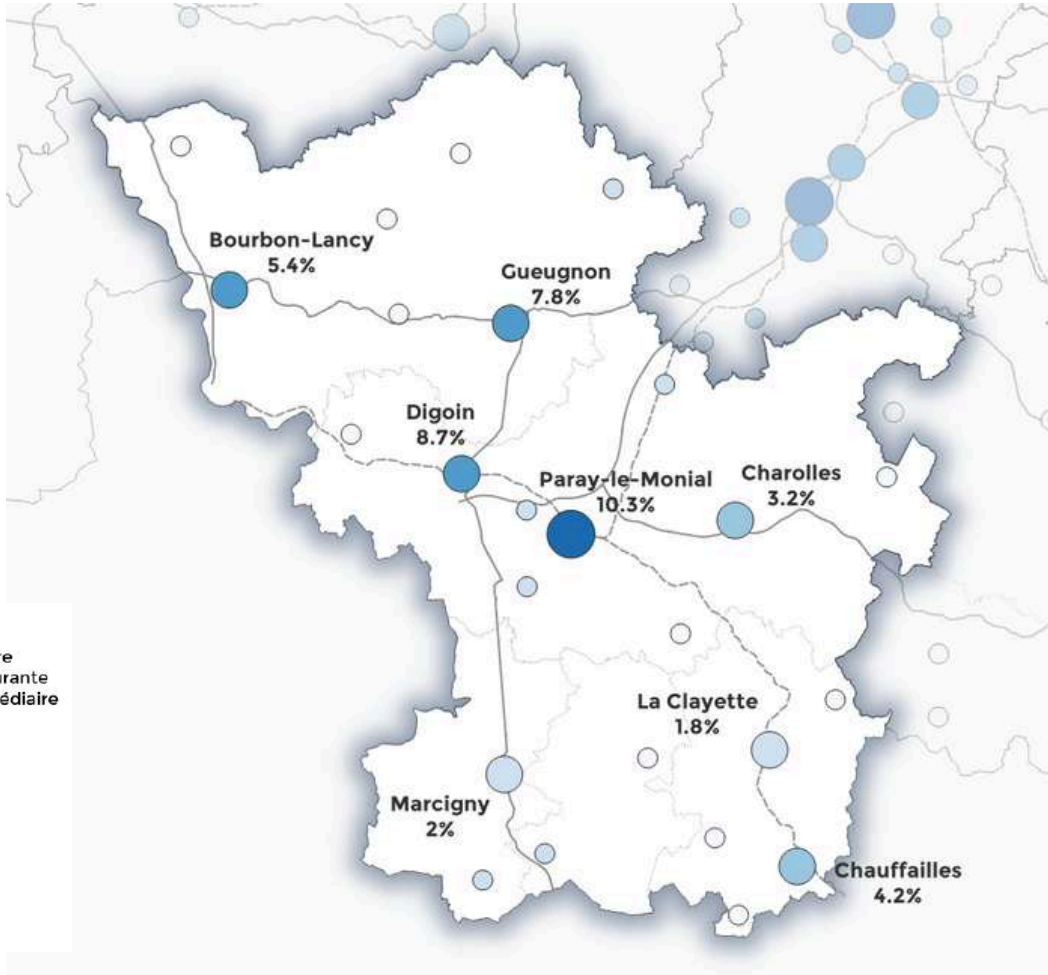 Bourbon-Lancy
5.4%
Gueugnon
7.8%
Digoin
8.7%
Paray-le-Monial
10.3%
Charolles
3.2%
La Clayette
1.8%
Marcigny
2%
Chauffailles
4.2%